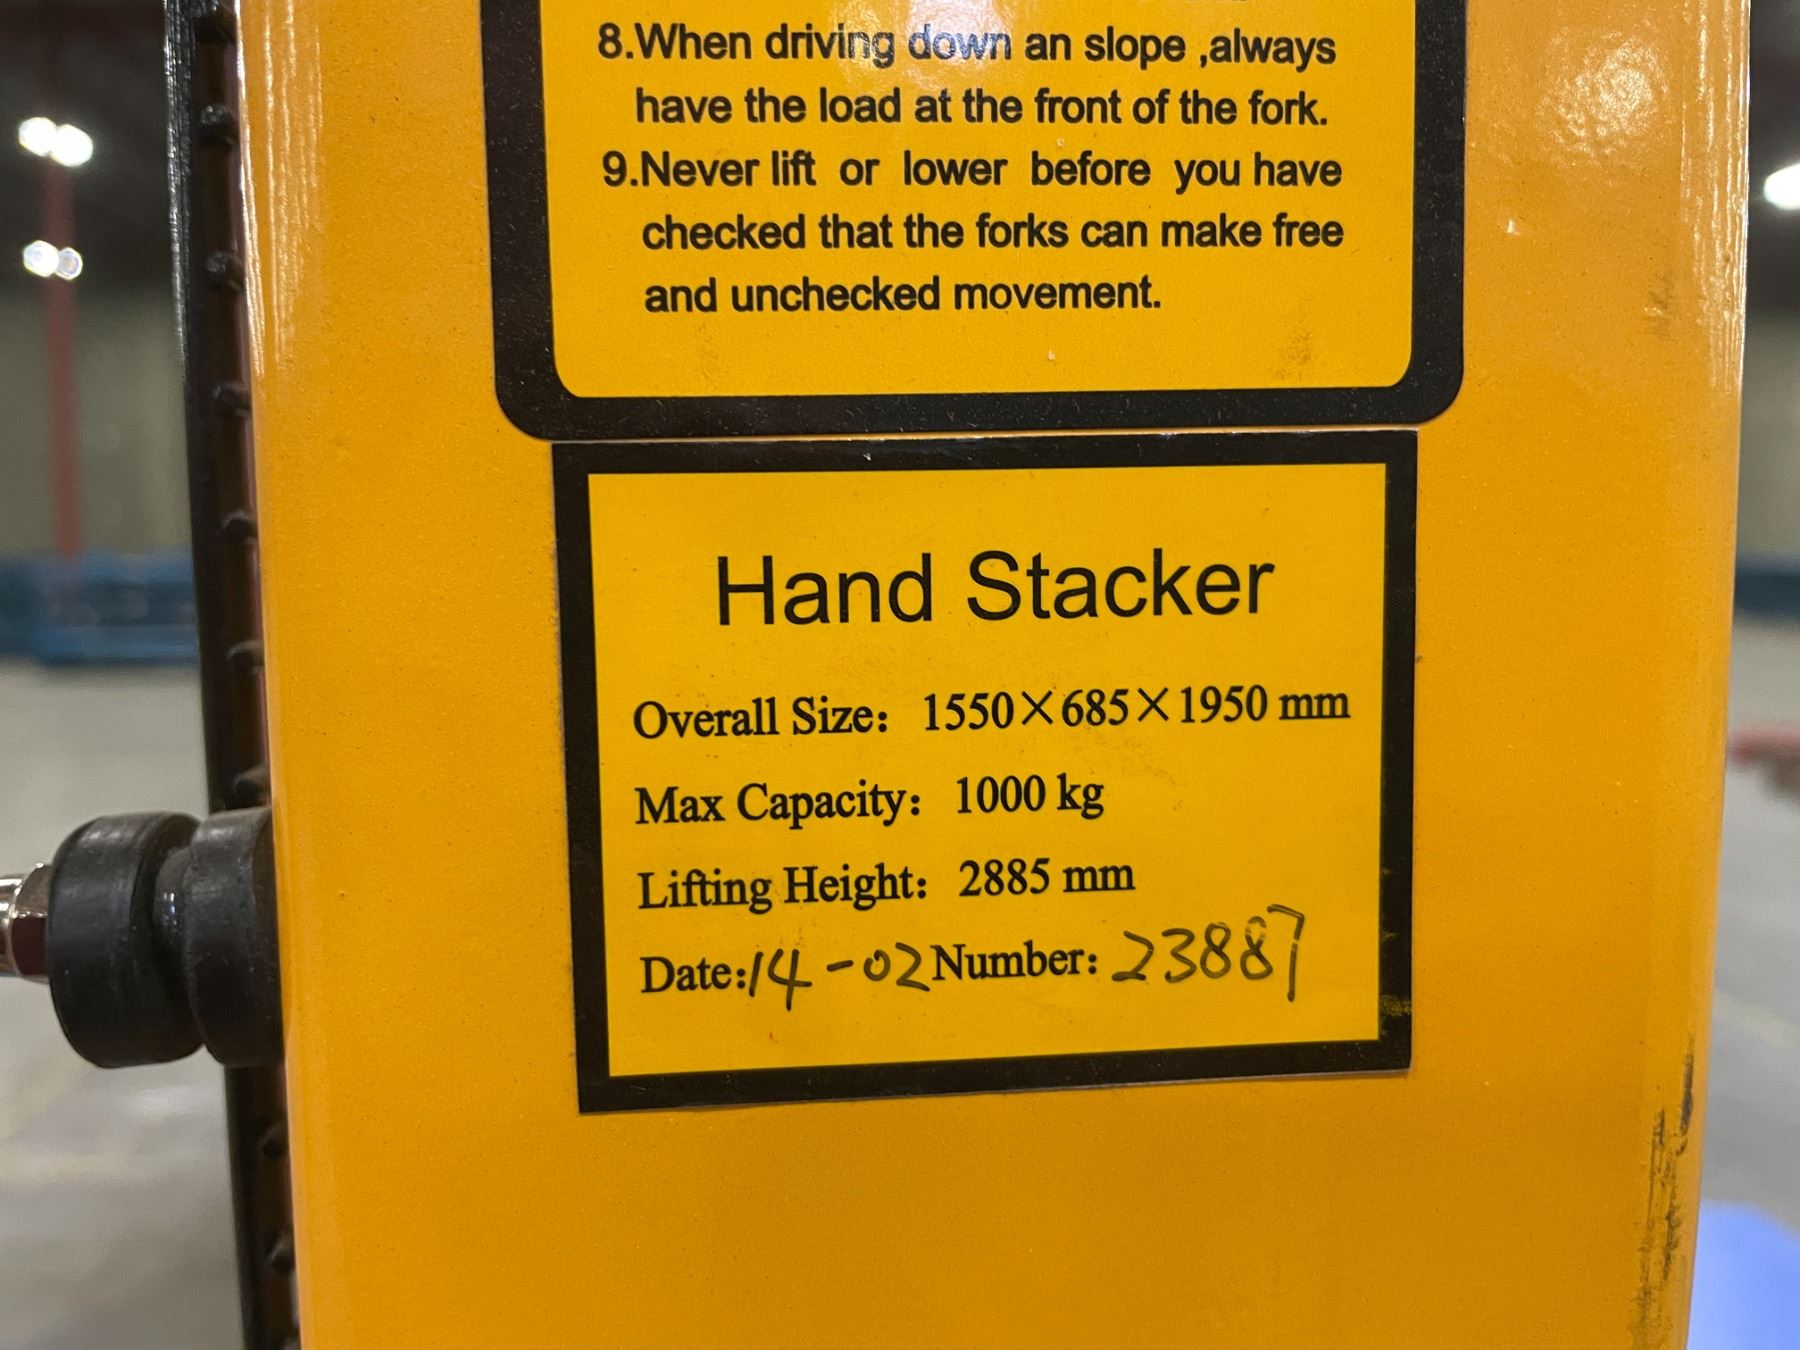 8.When driving down an slope ,always
have the load at the front of the fork.
9.Never lift or lower before you have
checked that the forks can make free
and unchecked movement.
Hand Stacker
Overall Size: 1550×685×1950 mm
Max Capacity: 1000 kg
Lifting Height: 2885 mm
Date:14-02 Number: 23887